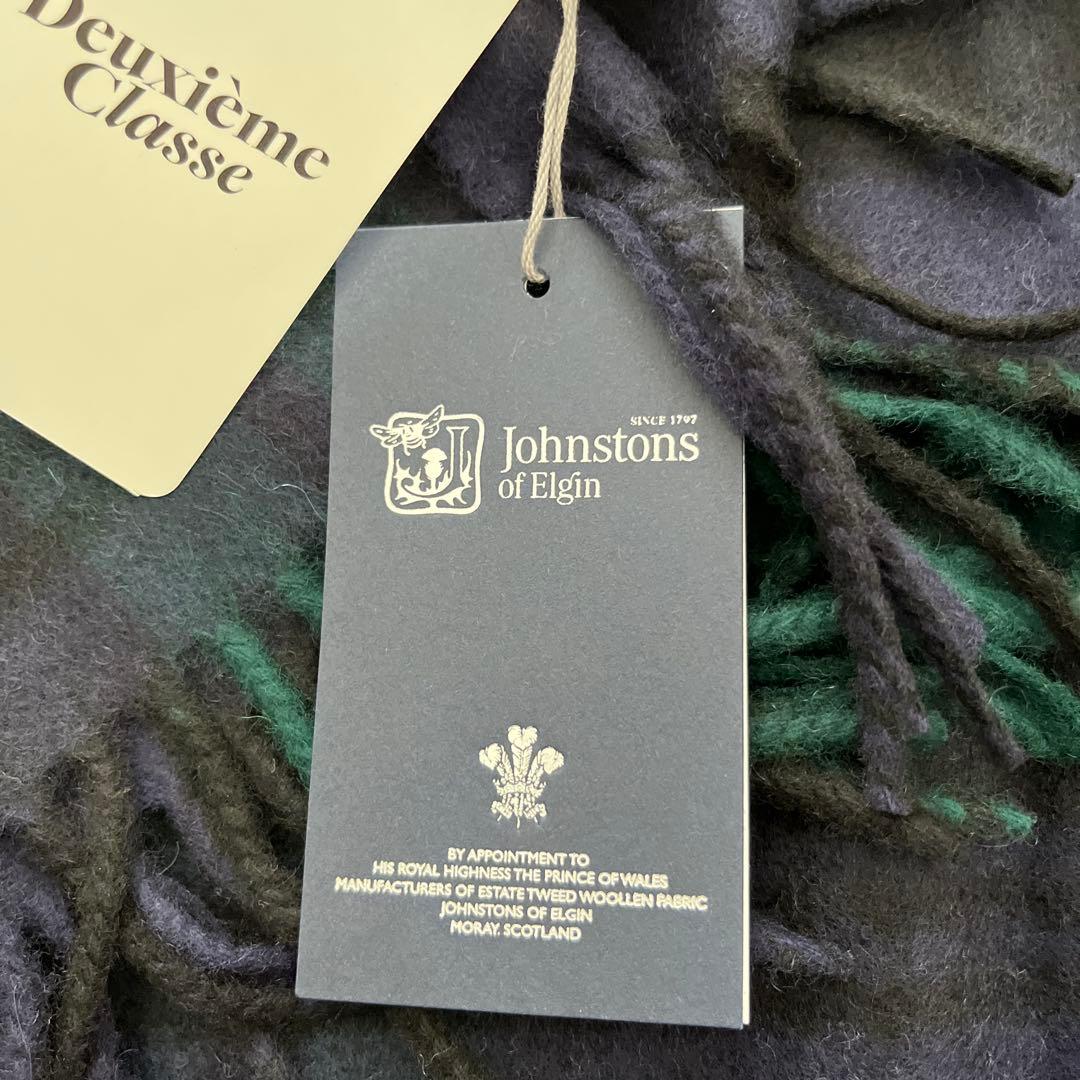 Deuxième
Classe
SINCE 1797
Johnstons
of Elgin
BY APPOINTMENT TO
HIS ROYAL HIGHNESS THE PRINCE OF WALES
MANUFACTURERS OF ESTATE TWEED WOOLLEN FABRIC
JOHNSTONS OF ELGIN
MORAY, SCOTLAND